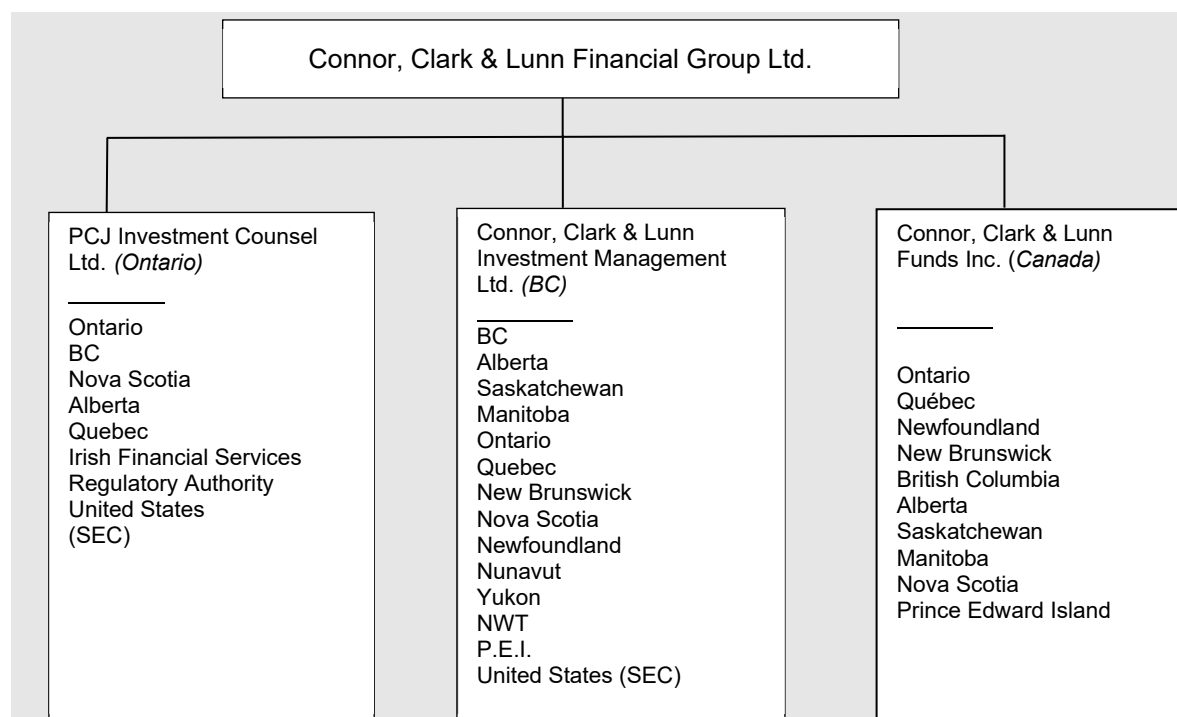 Connor, Clark & Lunn Financial Group Ltd.
PCJ Investment Counsel
Ltd. (Ontario)
Ontario
BC
Nova Scotia
Alberta
Quebec
Irish Financial Services
Regulatory Authority
United States
(SEC)
Connor, Clark & Lunn
Investment Management
Ltd. (BC)
BC
Alberta
Saskatchewan
Manitoba
Ontario
Quebec
New Brunswick
Nova Scotia
Newfoundland
Nunavut
Yukon
NWT
P.E.I.
United States (SEC)
Connor, Clark & Lunn
Funds Inc. (Canada)
Ontario
Québec
Newfoundland
New Brunswick
British Columbia
Alberta
Saskatchewan
Manitoba
Nova Scotia
Prince Edward Island